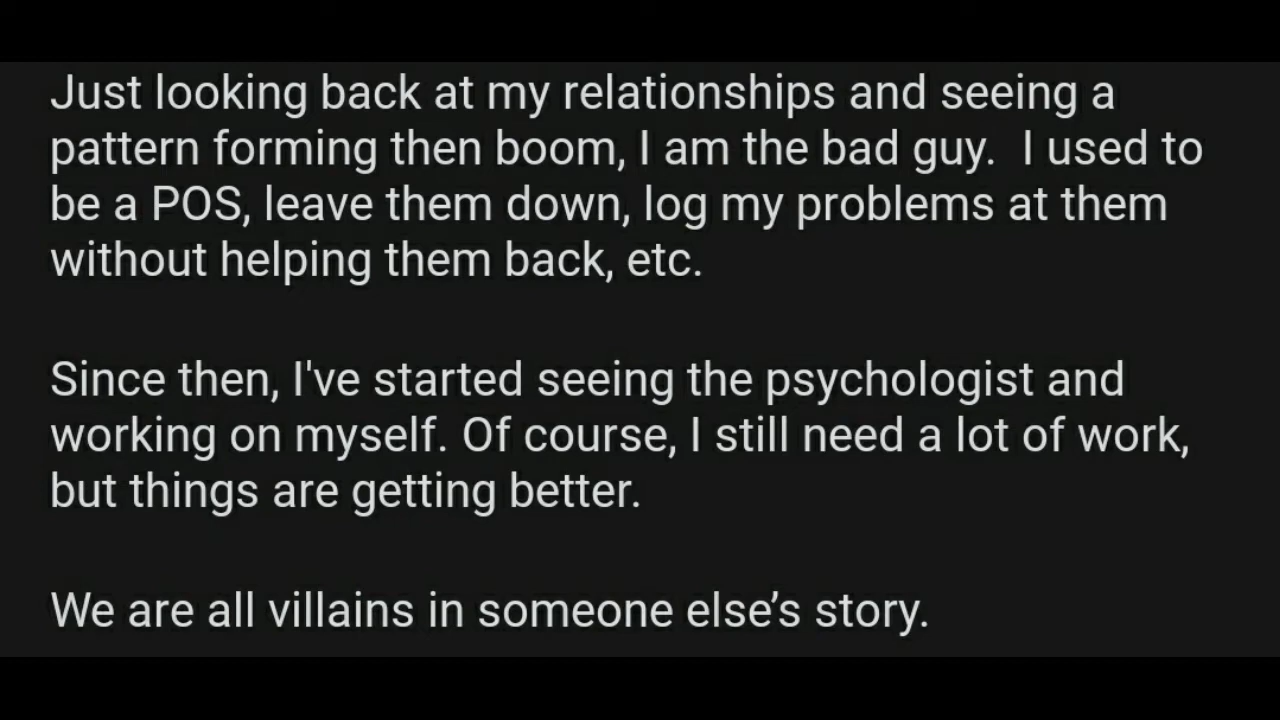 Just looking back at my relationships and seeing a
pattern forming then boom, I am the bad guy.  I used to
be a POS, leave them down, log my problems at them
without helping them back, etc.
Since then, I've started seeing the psychologist and
working on myself. Of course, I still need a lot of work,
but things are getting better.
We are all villains in someone else’s story.